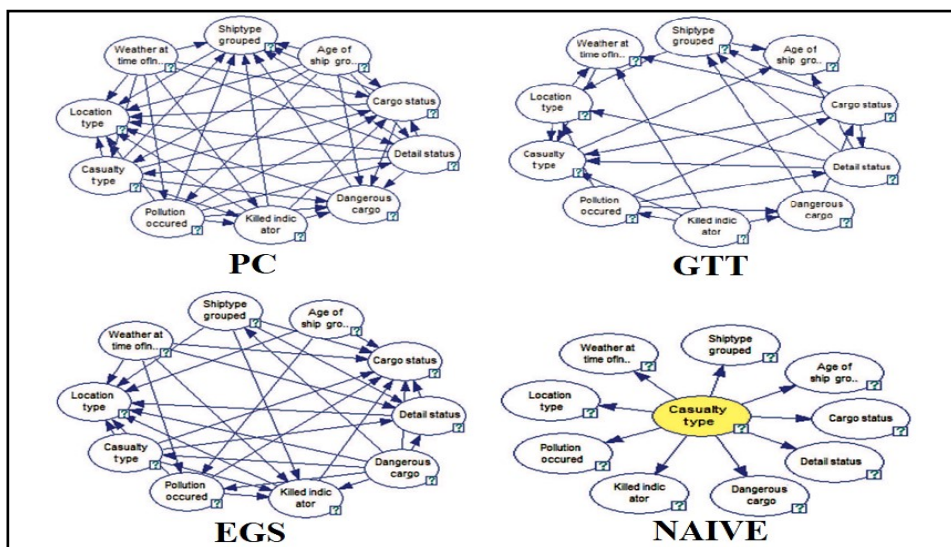 Shiptype
grouped
?
Weather at
time ofIn..
?
Age of
ship gro..
?
Location
type
?
Cargo status
?
Casualty
type
?
Detail status
?
Pollution
occured
?
Killed indic
ator
?
Dangerous
cargo
?
PC
Shiptype
grouped
?
Weather at
time ofIn..
?
Age of
ship gro..
?
Location
type
?
Cargo status
?
Casualty
type
?
Detail status
?
Pollution
occured
?
Killed indic
ator
?
Dangerous
cargo
?
GTT
Shiptype
grouped
?
Weather at
time ofIn..
?
Age of
ship gro..
?
Cargo status
?
Location
type
?
Detail status
?
Casualty
type
?
Dangerous
cargo
?
Pollution
occured
?
Killed indic
ator
?
EGS
Weather at
time ofIn..
?
Shiptype
grouped
?
Age of
ship gro..
?
Location
type
?
Casualty
type
?
Cargo status
?
Pollution
occured
?
Detail status
?
Killed indic
ator
?
Dangerous
cargo
?
NAIVE